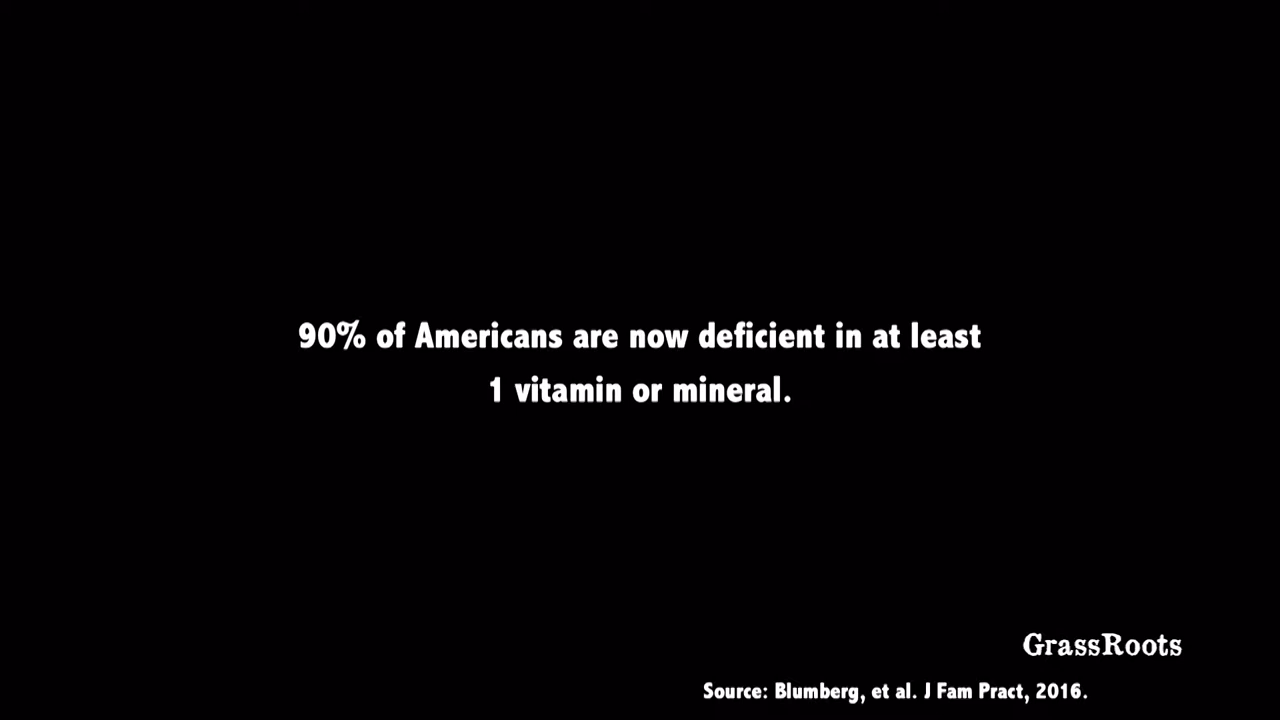 90% of Americans are now deficient in at least
1 vitamin or mineral.
GrassRoots
Source: Blumberg, et al. J Fam Pract, 2016.